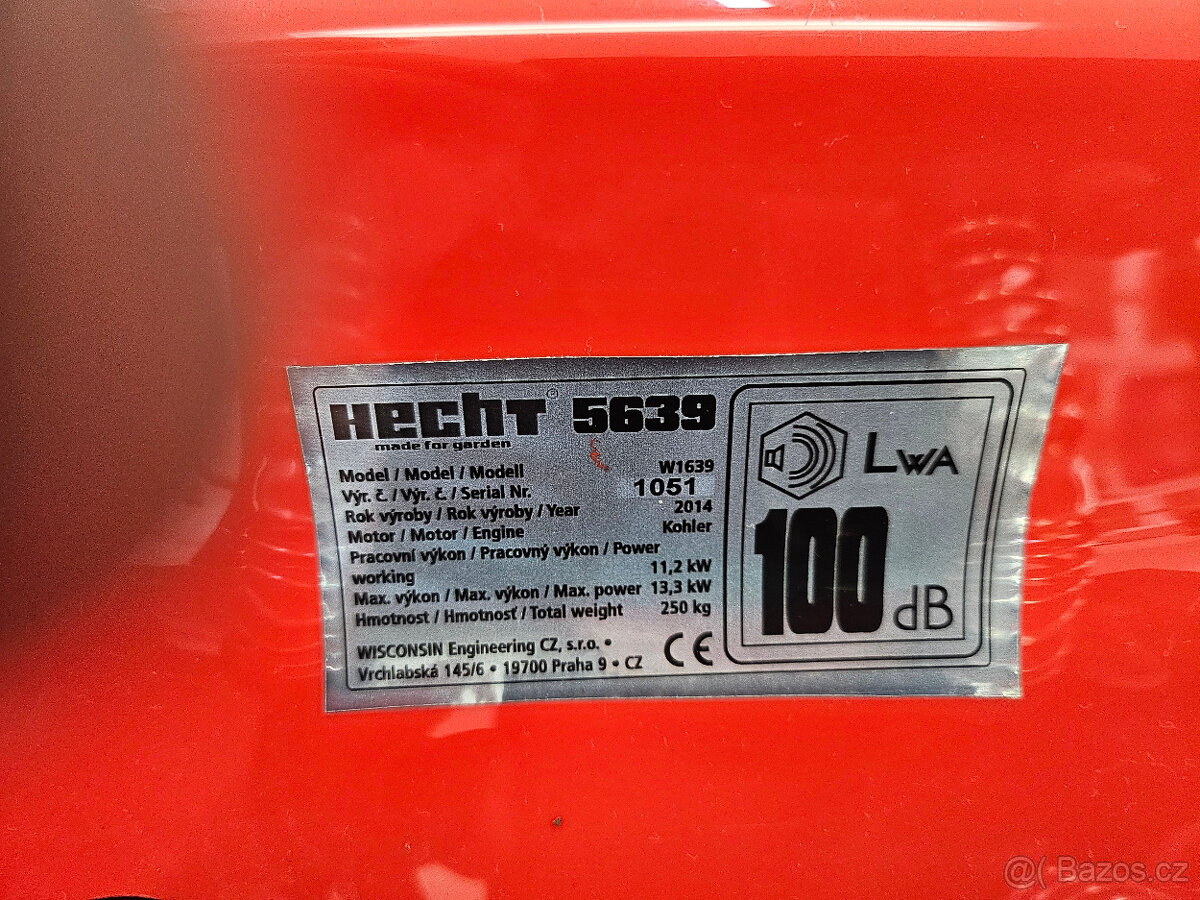 HECHT® 5639
made for garden
Model / Model / Modell W1639
Výr. č. / Výr. č. / Serial Nr. 1051
Rok výroby / Rok výroby / Year 2014
Motor / Motor / Engine Kohler
Pracovní výkon / Pracovný výkon / Power
working 11,2 kW
Max. výkon / Max. výkon / Max. power 13,3 kW
Hmotnost / Hmotnosť / Total weight 250 kg
WISCONSIN Engineering CZ, s.r.o. •
Vrchlabská 145/6 • 19700 Praha 9 • CZ
CE
LWA
100
dB
@( Bazos.cz